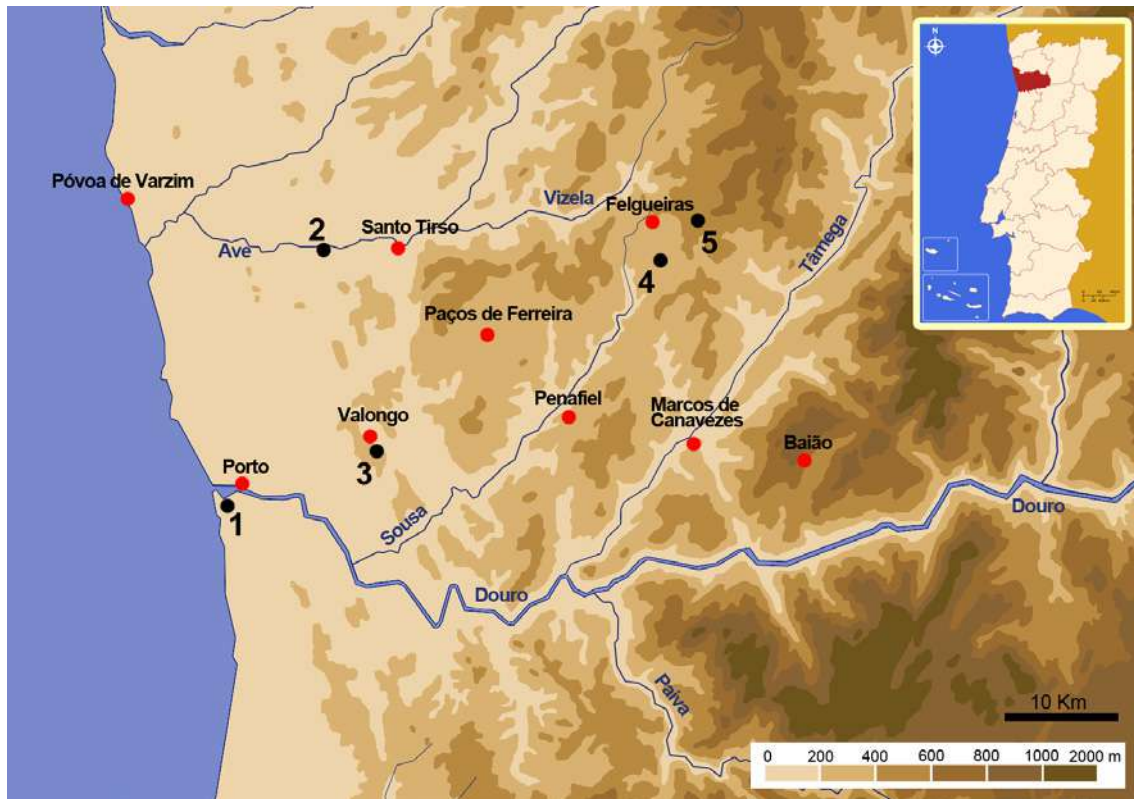 N
Póvoa de Varzim
Vizela
Felgueiras
2
Santo Tirso
5
Ave
4
Tâmega
Paços de Ferreira
Penafiel
Marcos de
Canavezes
Valongo
Baião
3
Porto
1
Sousa
Douro
Douro
Paiva
10 Km
0 200 400 600 800 1000 2000 m